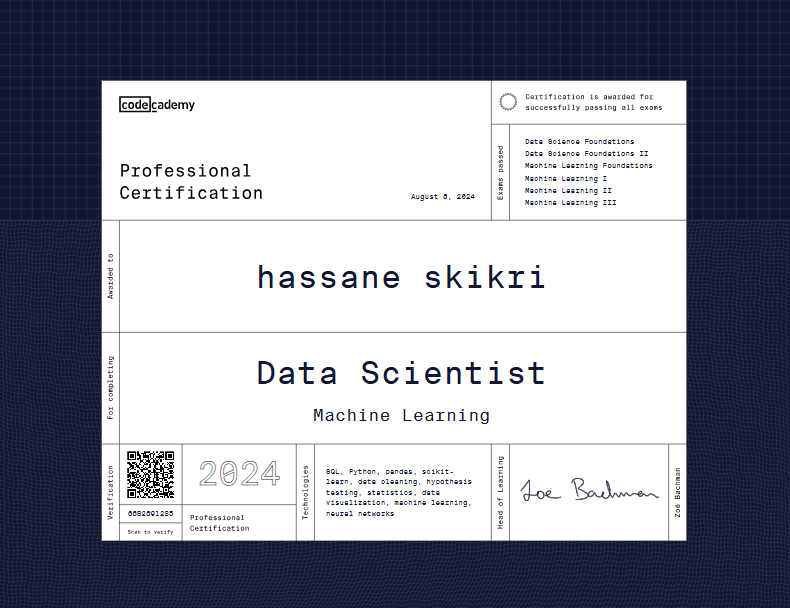 codecademy
Certification is awarded for
successfully passing all exams
Professional
Certification
August 6, 2024
Exams passed
Data Science Foundations
Data Science Foundations II
Machine Learning Foundations
Machine Learning I
Machine Learning II
Machine Learning III
Awarded to
hassane skikri
For completing
Data Scientist
Machine Learning
Verification
66B2691285
Scan to verify
2024
Professional
Certification
Technologies
SQL, Python, pandas, scikit-
learn, data cleaning, hypothesis
testing, statistics, data
visualization, machine learning,
neural networks
Head of Learning
Zoë Bachman
Zoë Bachman